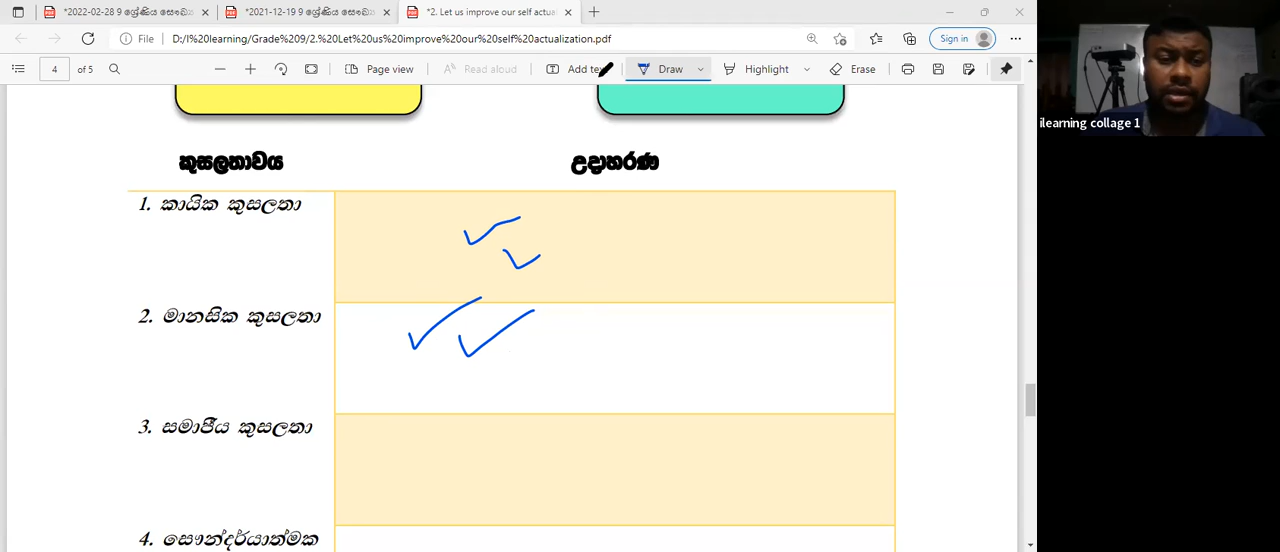 *2022-02-28 9 ශ්‍රේණිය සෞඛ්‍ය
*2021-12-19 9 ශ්‍රේණිය සෞඛ්‍ය
*2. Let us improve our self actual
File
D:/I%20learning/Grade%209/2.%20Let%20us%20improve%20our%20self%20actualization.pdf
Sign in
4 of 5
Page view
Read aloud
Add text
Draw
Highlight
Erase
ilearning collage 1
කුසලතාවය
උදාහරණ
1. කායික කුසලතා
2. මානසික කුසලතා
3. සමාජීය කුසලතා
4. සෞන්දර්යාත්මක